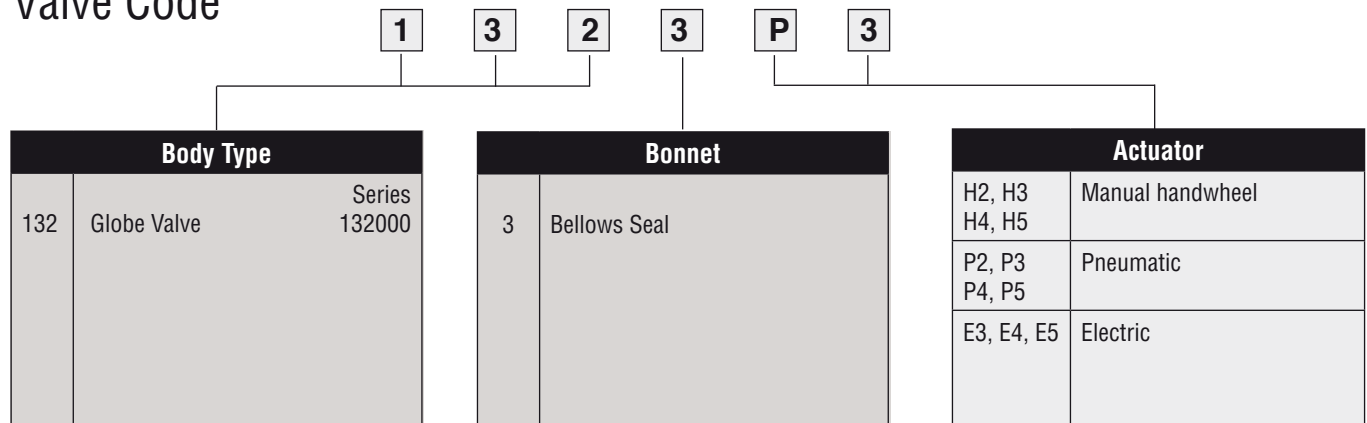 Valve Code
1 3 2 3 P 3
Body Type
Series
132 Globe Valve 132000
Bonnet
3 Bellows Seal
Actuator
H2, H3 Manual handwheel
H4, H5
P2, P3 Pneumatic
P4, P5
E3, E4, E5 Electric